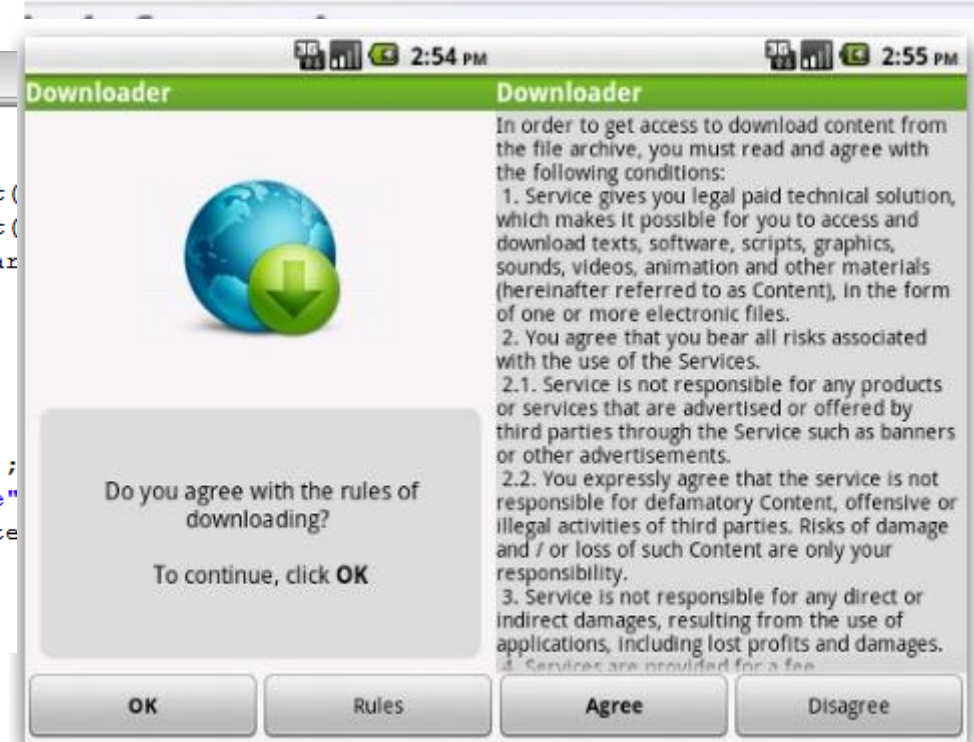 2:54 PM
Downloader
Do you agree with the rules of
downloading?
To continue, click OK
OK
Rules
2:55 PM
Downloader
In order to get access to download content from
the file archive, you must read and agree with
the following conditions:
1. Service gives you legal paid technical solution,
which makes it possible for you to access and
download texts, software, scripts, graphics,
sounds, videos, animation and other materials
(hereinafter referred to as Content), in the form
of one or more electronic files.
2. You agree that you bear all risks associated
with the use of the Services.
2.1. Service is not responsible for any products
or services that are advertised or offered by
third parties through the Service such as banners
or other advertisements.
2.2. You expressly agree that the service is not
responsible for defamatory Content, offensive or
illegal activities of third parties. Risks of damage
and / or loss of such Content are only your
responsibility.
3. Service is not responsible for any direct or
indirect damages, resulting from the use of
applications, including lost profits and damages.
4. Services are provided for a fee
Agree
Disagree